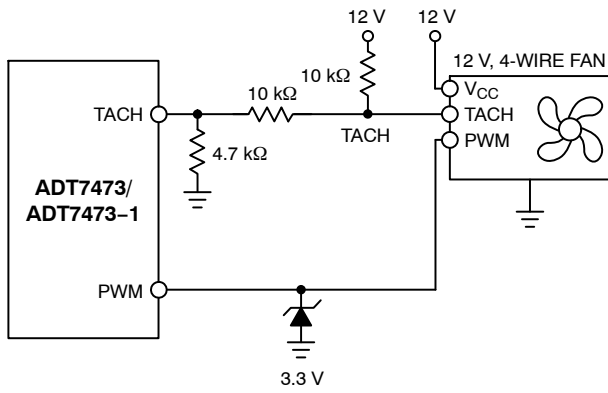 12 V 12 V
12 V, 4-WIRE FAN
10 kΩ
VCC
10 kΩ
TACH
TACH
TACH
PWM
4.7 kΩ
ADT7473/
ADT7473–1
PWM
3.3 V